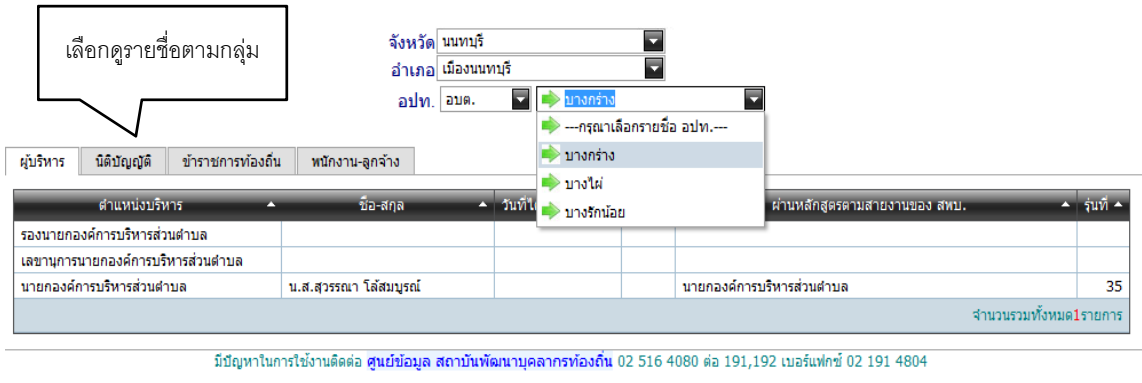 เลือกดูรายชื่อตามกลุ่ม
จังหวัด นนทบุรี
อำเภอ เมืองนนทบุรี
อปท. อบต. บางกร่าง
---กรุณาเลือกรายชื่อ อปท.---
บางกร่าง
บางไผ่
บางรักน้อย
ผู้บริหาร นิติบัญญัติ ข้าราชการท้องถิ่น พนักงาน-ลูกจ้าง
ตำแหน่งบริหาร ชื่อ-สกุล วันที่ได้ ผ่านหลักสูตรตามสายงานของ สพบ. รุ่นที่
รองนายกองค์การบริหารส่วนตำบล
เลขานุการนายกองค์การบริหารส่วนตำบล
นายกองค์การบริหารส่วนตำบล น.ส.สุวรรณา โล้สมบูรณ์ นายกองค์การบริหารส่วนตำบล 35
จำนวนรวมทั้งหมด1รายการ
มีปัญหาในการใช้งานติดต่อ ศูนย์ข้อมูล สถาบันพัฒนาบุคลากรท้องถิ่น 02 516 4080 ต่อ 191,192 เบอร์แฟกซ์ 02 191 4804